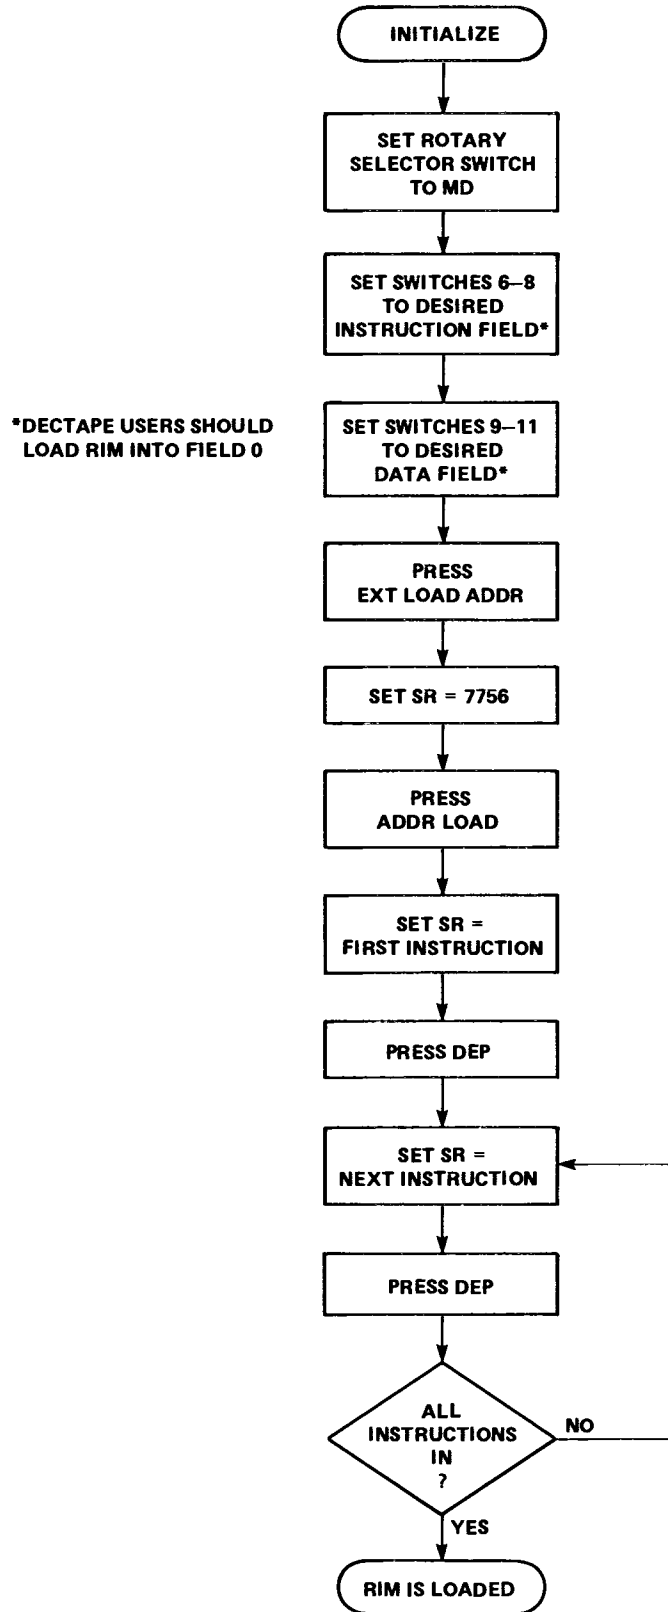 INITIALIZE
SET ROTARY
SELECTOR SWITCH
TO MD
SET SWITCHES 6–8
TO DESIRED
INSTRUCTION FIELD*
*DECTAPE USERS SHOULD
LOAD RIM INTO FIELD 0
SET SWITCHES 9–11
TO DESIRED
DATA FIELD*
PRESS
EXT LOAD ADDR
SET SR = 7756
PRESS
ADDR LOAD
SET SR =
FIRST INSTRUCTION
PRESS DEP
SET SR =
NEXT INSTRUCTION
PRESS DEP
ALL
INSTRUCTIONS
IN
?
NO
YES
RIM IS LOADED